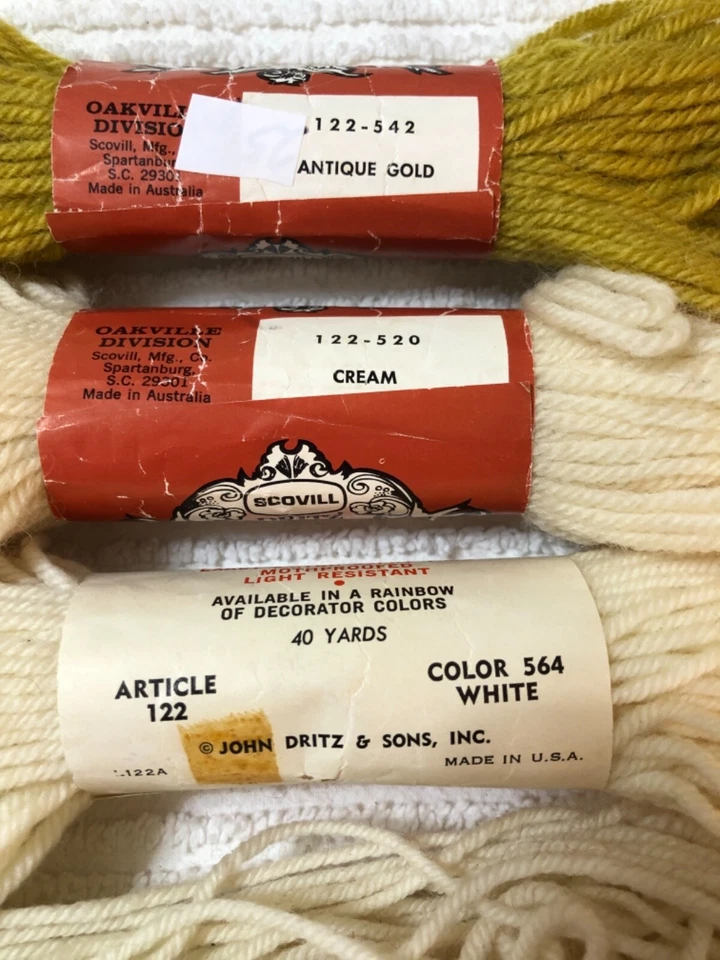 OAKVILLE
DIVISION
Scovill, Mfg.,
Spartanburg,
S.C. 29301
Made in Australia
122-542
ANTIQUE GOLD
OAKVILLE
DIVISION
Scovill, Mfg., Co.
Spartanburg,
S.C. 29301
Made in Australia
122-520
CREAM
SCOVILL
MOTHPROOFED
LIGHT RESISTANT
AVAILABLE IN A RAINBOW
OF DECORATOR COLORS
40 YARDS
ARTICLE
122
COLOR 564
WHITE
© JOHN DRITZ & SONS, INC.
MADE IN U.S.A.
L122A